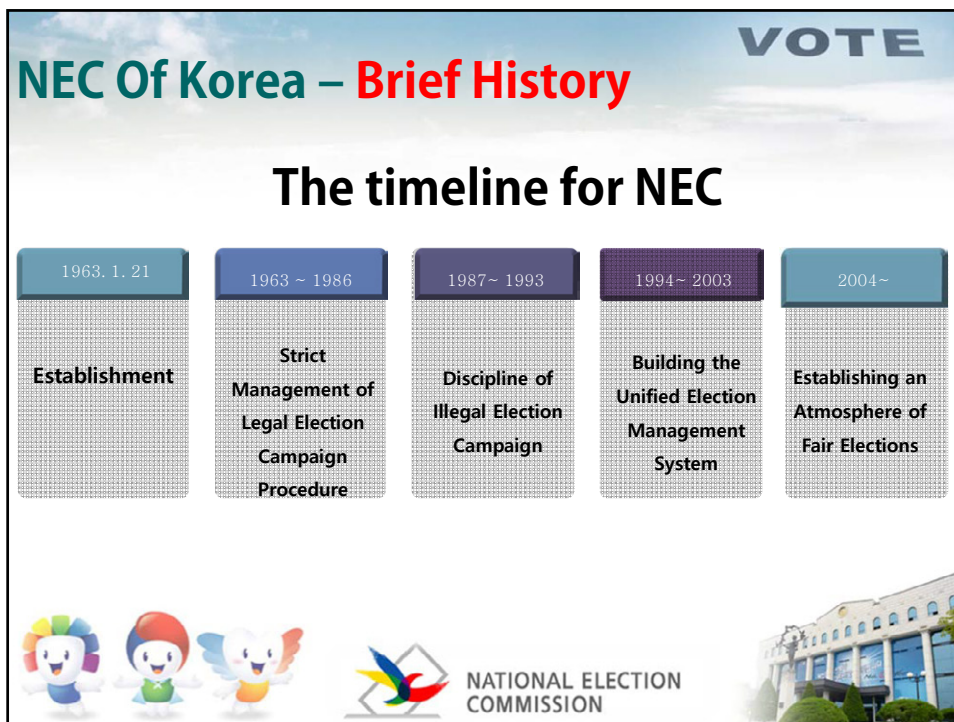 VOTE
NEC Of Korea – Brief History
The timeline for NEC
1963. 1. 21
Establishment
1963 ~ 1986
Strict
Management of
Legal Election
Campaign
Procedure
1987~ 1993
Discipline of
Illegal Election
Campaign
1994~ 2003
Building the
Unified Election
Management
System
2004~
Establishing an
Atmosphere of
Fair Elections
NATIONAL ELECTION
COMMISSION